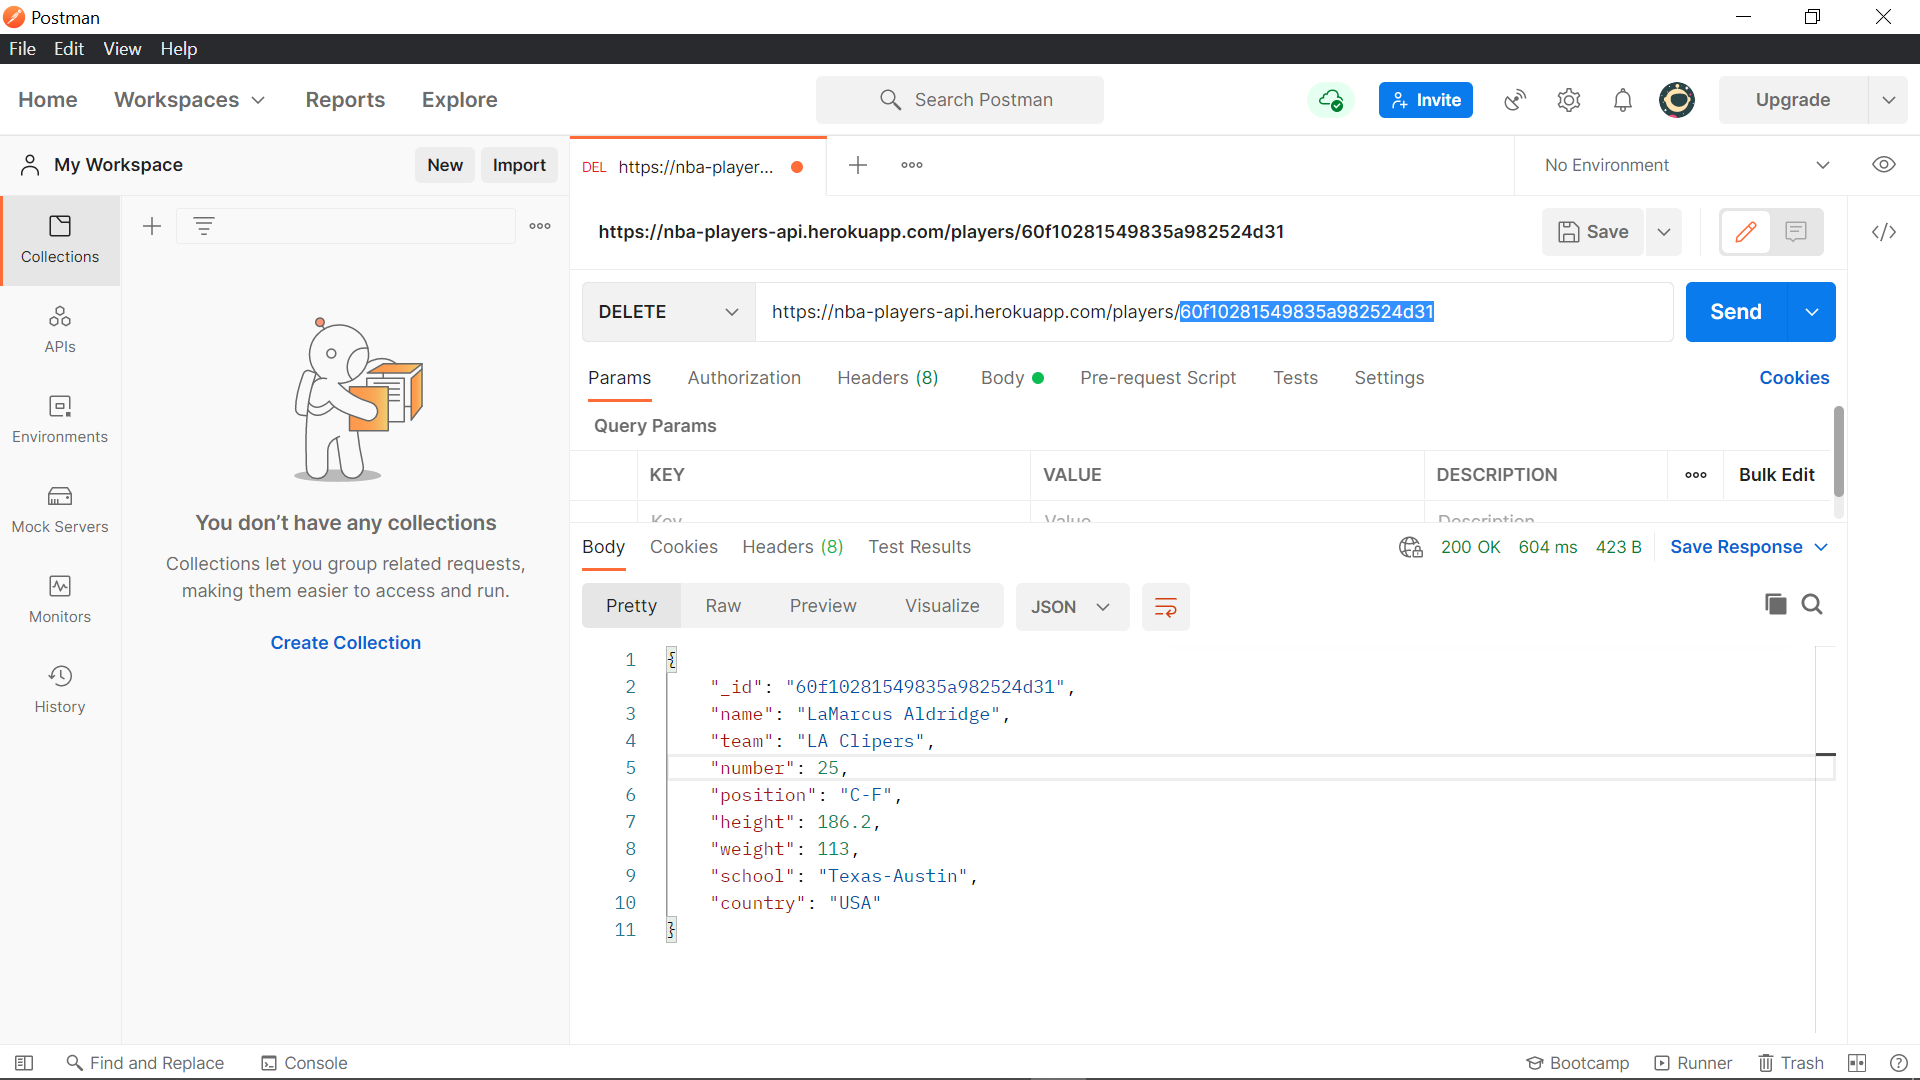 Postman
File Edit View Help
Home Workspaces Reports Explore Search Postman Invite Upgrade
My Workspace New Import DEL https://nba-player... No Environment
Collections
https://nba-players-api.herokuapp.com/players/60f10281549835a982524d31 Save
DELETE https://nba-players-api.herokuapp.com/players/60f10281549835a982524d31 Send
APIs
Params Authorization Headers (8) Body Pre-request Script Tests Settings Cookies
Environments
Query Params
KEY VALUE DESCRIPTION Bulk Edit
Key Value Description
Mock Servers
You don’t have any collections
Collections let you group related requests,
making them easier to access and run.
Create Collection
Monitors
History
Body Cookies Headers (8) Test Results 200 OK 604 ms 423 B Save Response
Pretty Raw Preview Visualize JSON
1 {
2 "_id": "60f10281549835a982524d31",
3 "name": "LaMarcus Aldridge",
4 "team": "LA Clipers",
5 "number": 25,
6 "position": "C-F",
7 "height": 186.2,
8 "weight": 113,
9 "school": "Texas-Austin",
10 "country": "USA"
11 }
Find and Replace Console Bootcamp Runner Trash